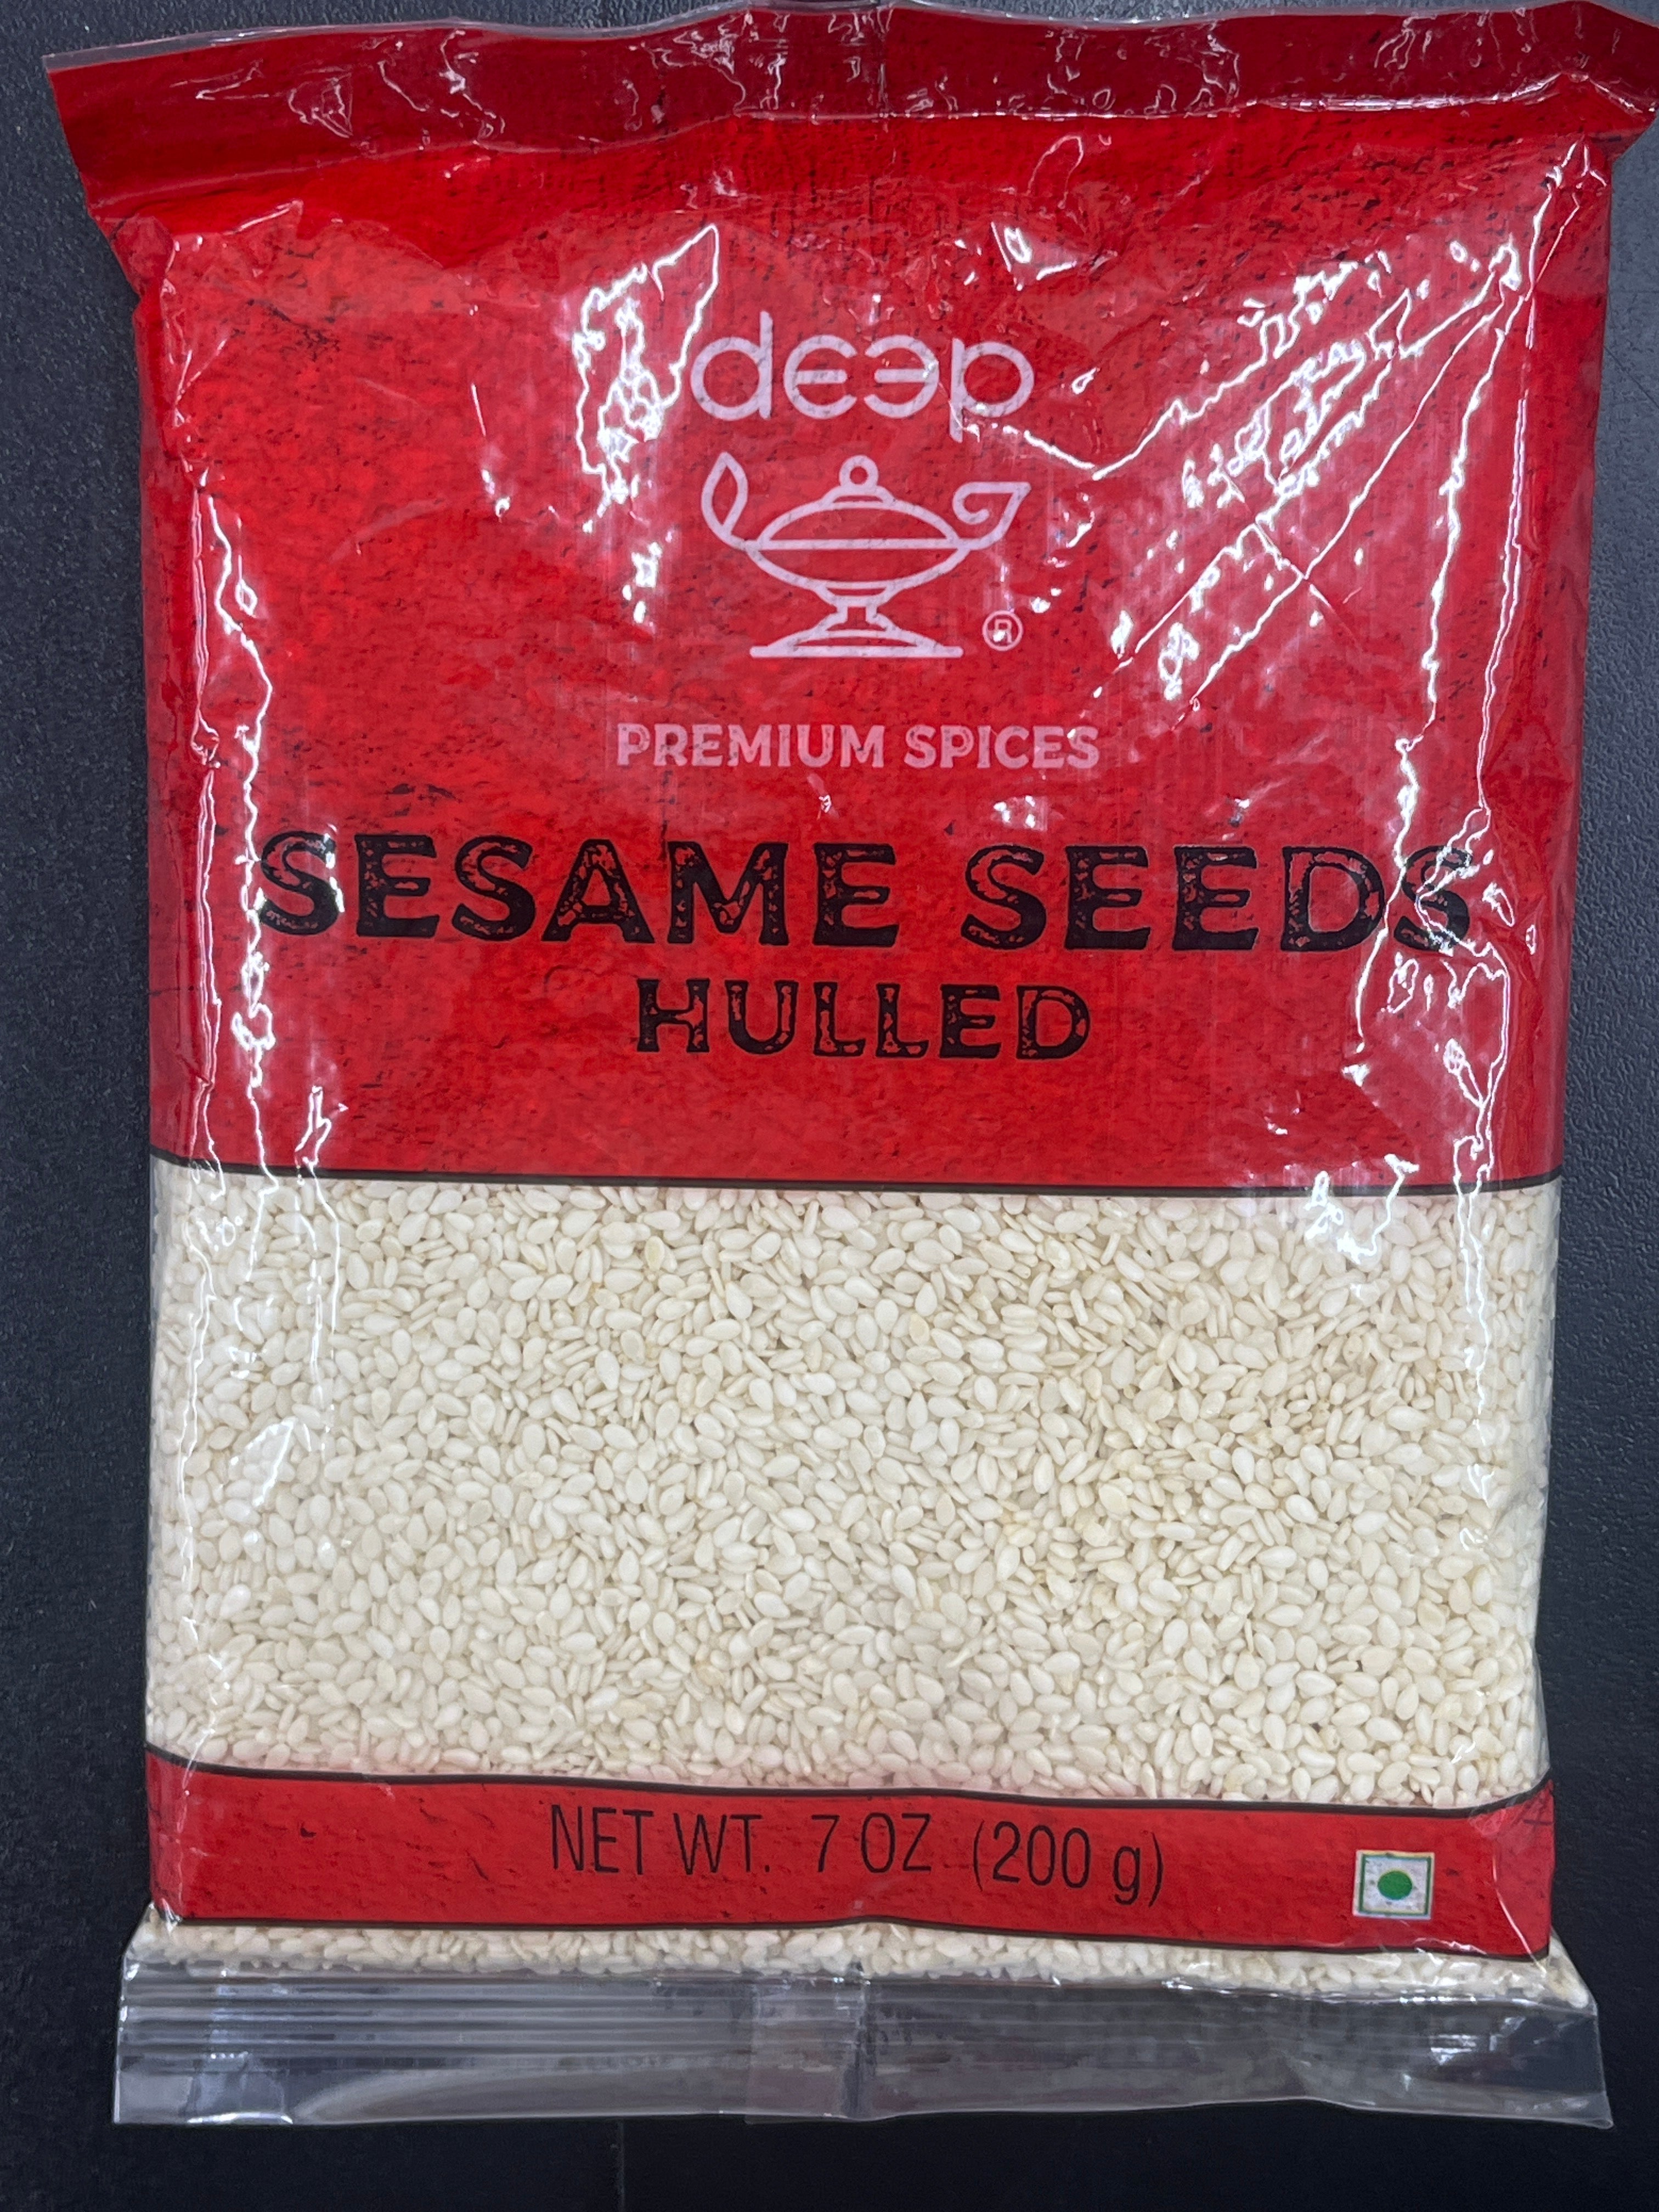 deep
®
PREMIUM SPICES
SESAME SEEDS
HULLED
NET WT. 7 OZ (200 g)